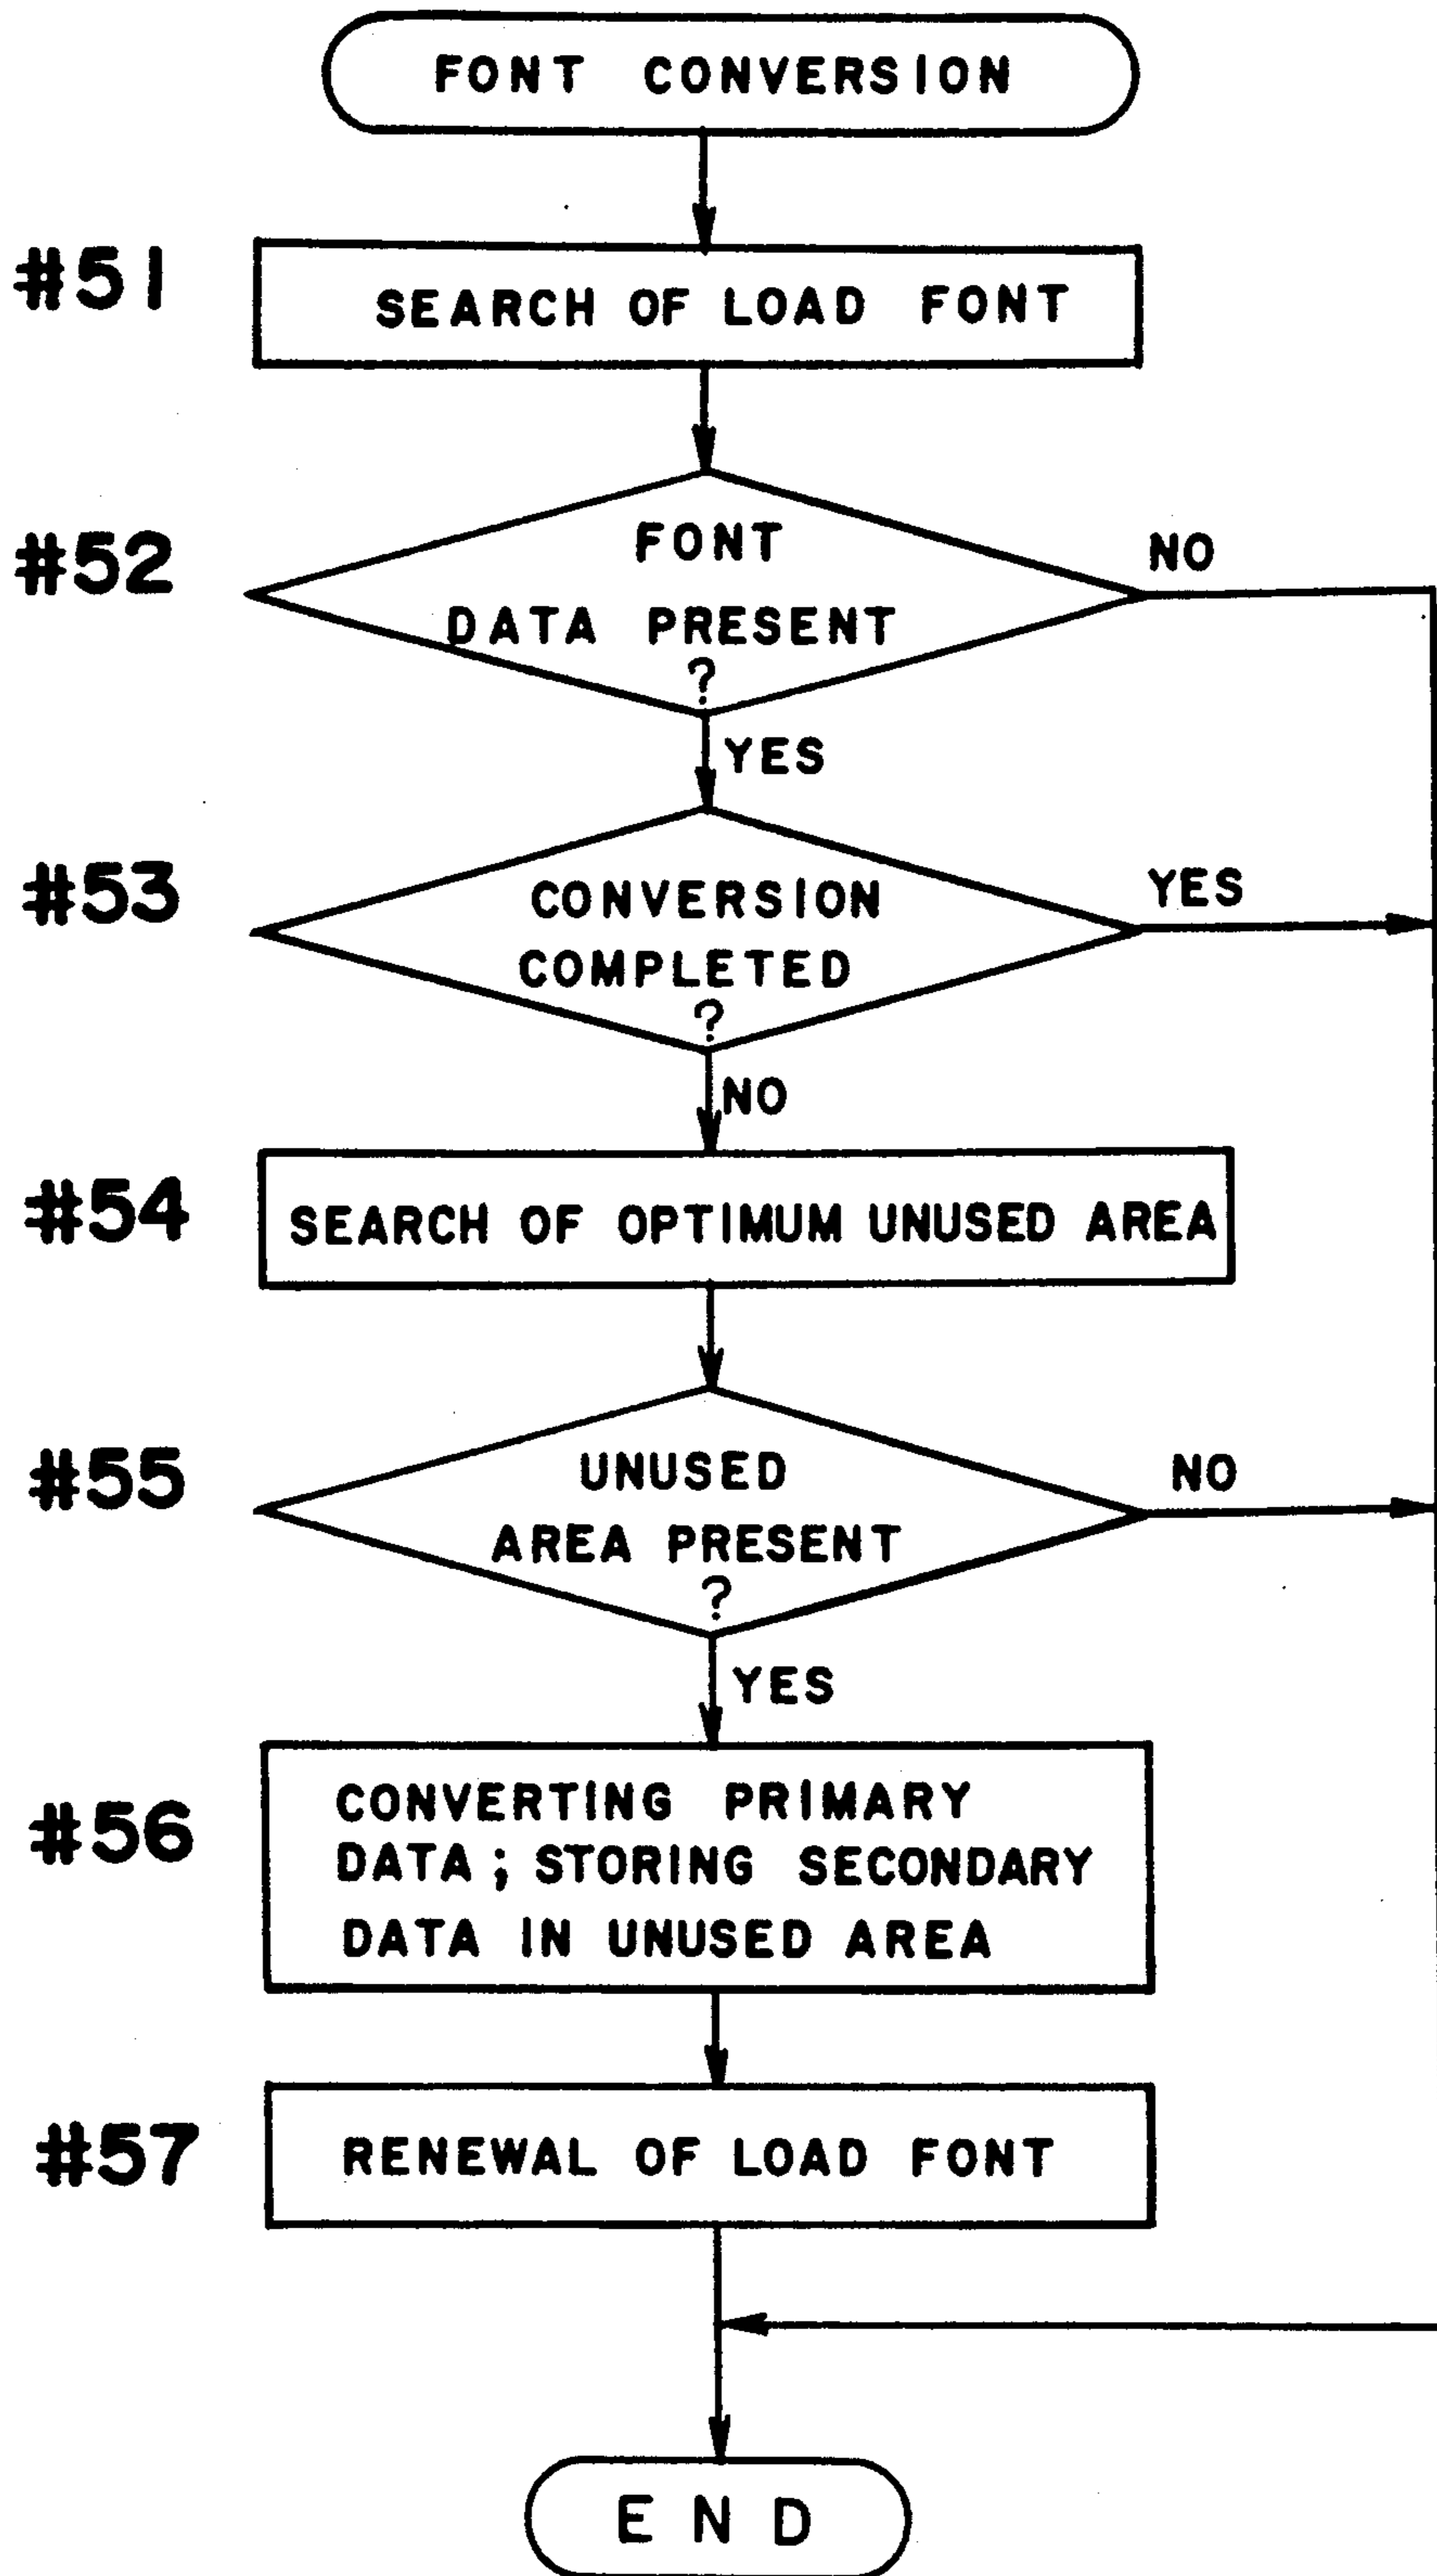 FONT CONVERSION
#51
SEARCH OF LOAD FONT
#52
FONT
DATA PRESENT
?
NO
YES
#53
CONVERSION
COMPLETED
?
YES
NO
#54
SEARCH OF OPTIMUM UNUSED AREA
#55
UNUSED
AREA PRESENT
?
NO
YES
#56
CONVERTING PRIMARY
DATA; STORING SECONDARY
DATA IN UNUSED AREA
#57
RENEWAL OF LOAD FONT
END